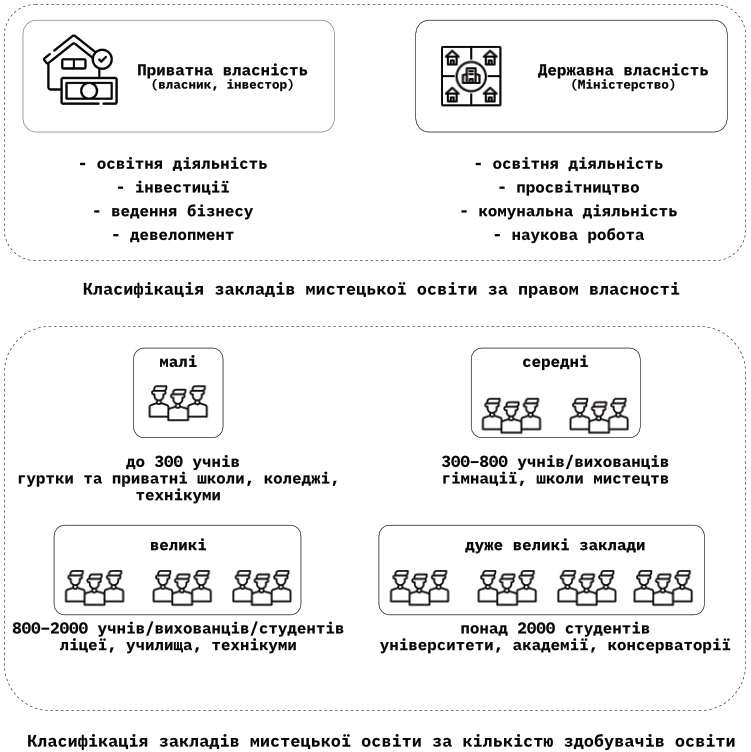 Приватна власність
(власник, інвестор)
Державна власність
(Міністерство)
- освітня діяльність
- інвестиції
- ведення бізнесу
- девелопмент
- освітня діяльність
- просвітництво
- комунальна діяльність
- наукова робота
Класифікація закладів мистецької освіти за правом власності
малі
до 300 учнів
гуртки та приватні школи, коледжі,
технікуми
середні
300–800 учнів/вихованців
гімнації, школи мистецтв
великі
800–2000 учнів/вихованців/студентів
ліцеї, училища, технікуми
дуже великі заклади
понад 2000 студентів
університети, академії, консерваторії
Класифікація закладів мистецької освіти за кількістю здобувачів освіти